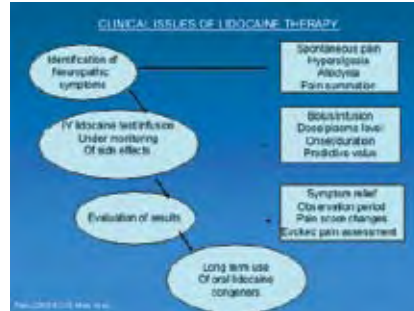 CLINICAL ISSUES OF LIDOCAINE THERAPY
Identification of
Neuropathic
symptoms
Spontaneous pain
Hyperalgesia
Allodynia
Pain summation
IV lidocaine test infusion
Under monitoring
Of side effects
Bolus/infusion
Dose/plasma level
Onset/duration
Predictive value
Evaluation of results
Symptom relief
Observation period
Pain score changes
Evoked pain assessment
Long term use
Of oral lidocaine
congeners